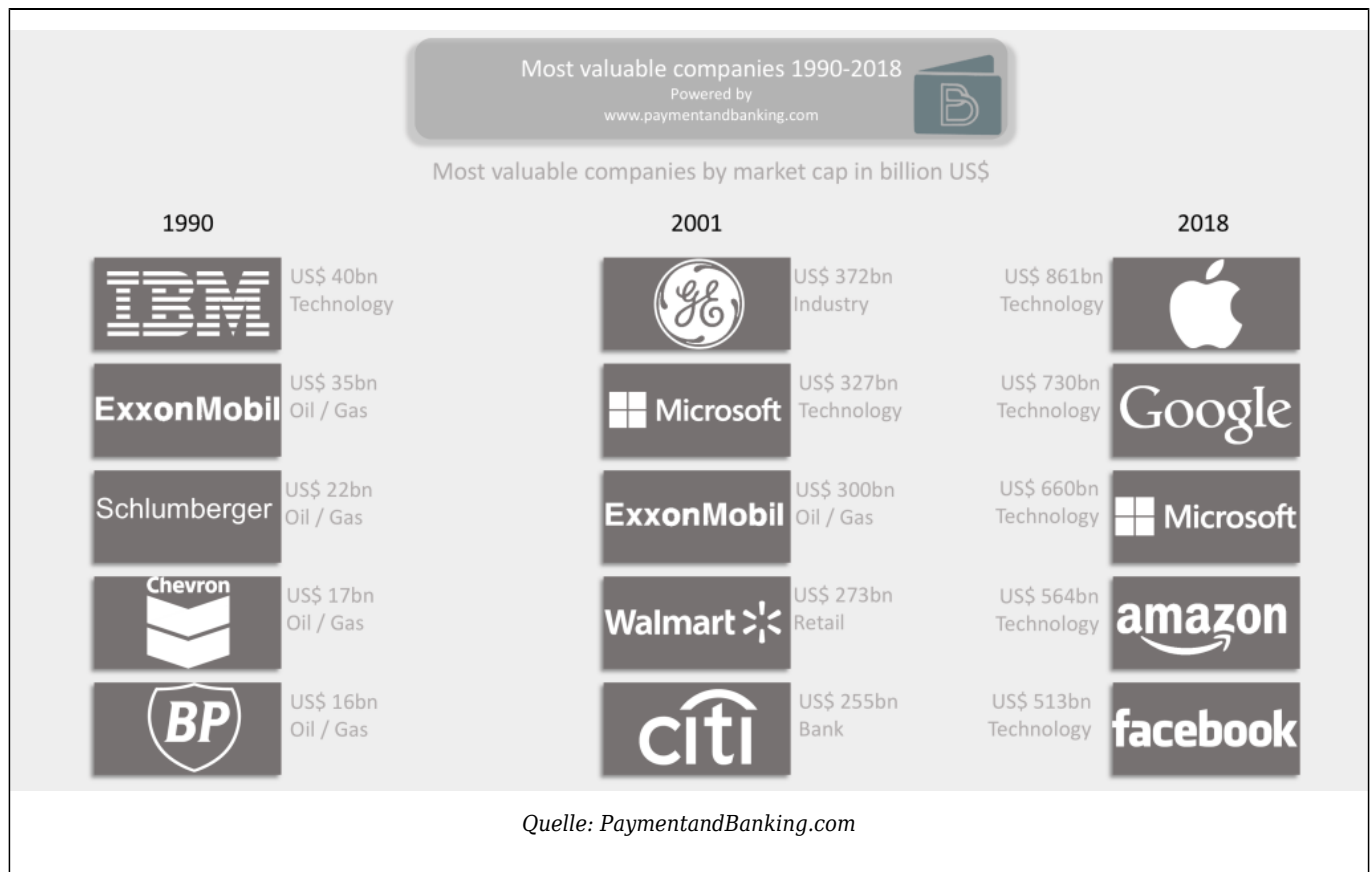 Most valuable companies 1990-2018
Powered by
www.paymentandbanking.com
B
Most valuable companies by market cap in billion US$
1990
IBM
US$ 40bn
Technology
ExxonMobil
US$ 35bn
Oil / Gas
Schlumberger
US$ 22bn
Oil / Gas
Chevron
US$ 17bn
Oil / Gas
BP
US$ 16bn
Oil / Gas
2001
GE
US$ 372bn
Industry
Microsoft
US$ 327bn
Technology
ExxonMobil
US$ 300bn
Oil / Gas
Walmart
US$ 273bn
Retail
citi
US$ 255bn
Bank
2018
US$ 861bn
Technology
US$ 730bn
Technology
Google
US$ 660bn
Technology
Microsoft
US$ 564bn
Technology
amazon
US$ 513bn
Technology
facebook
Quelle: PaymentandBanking.com